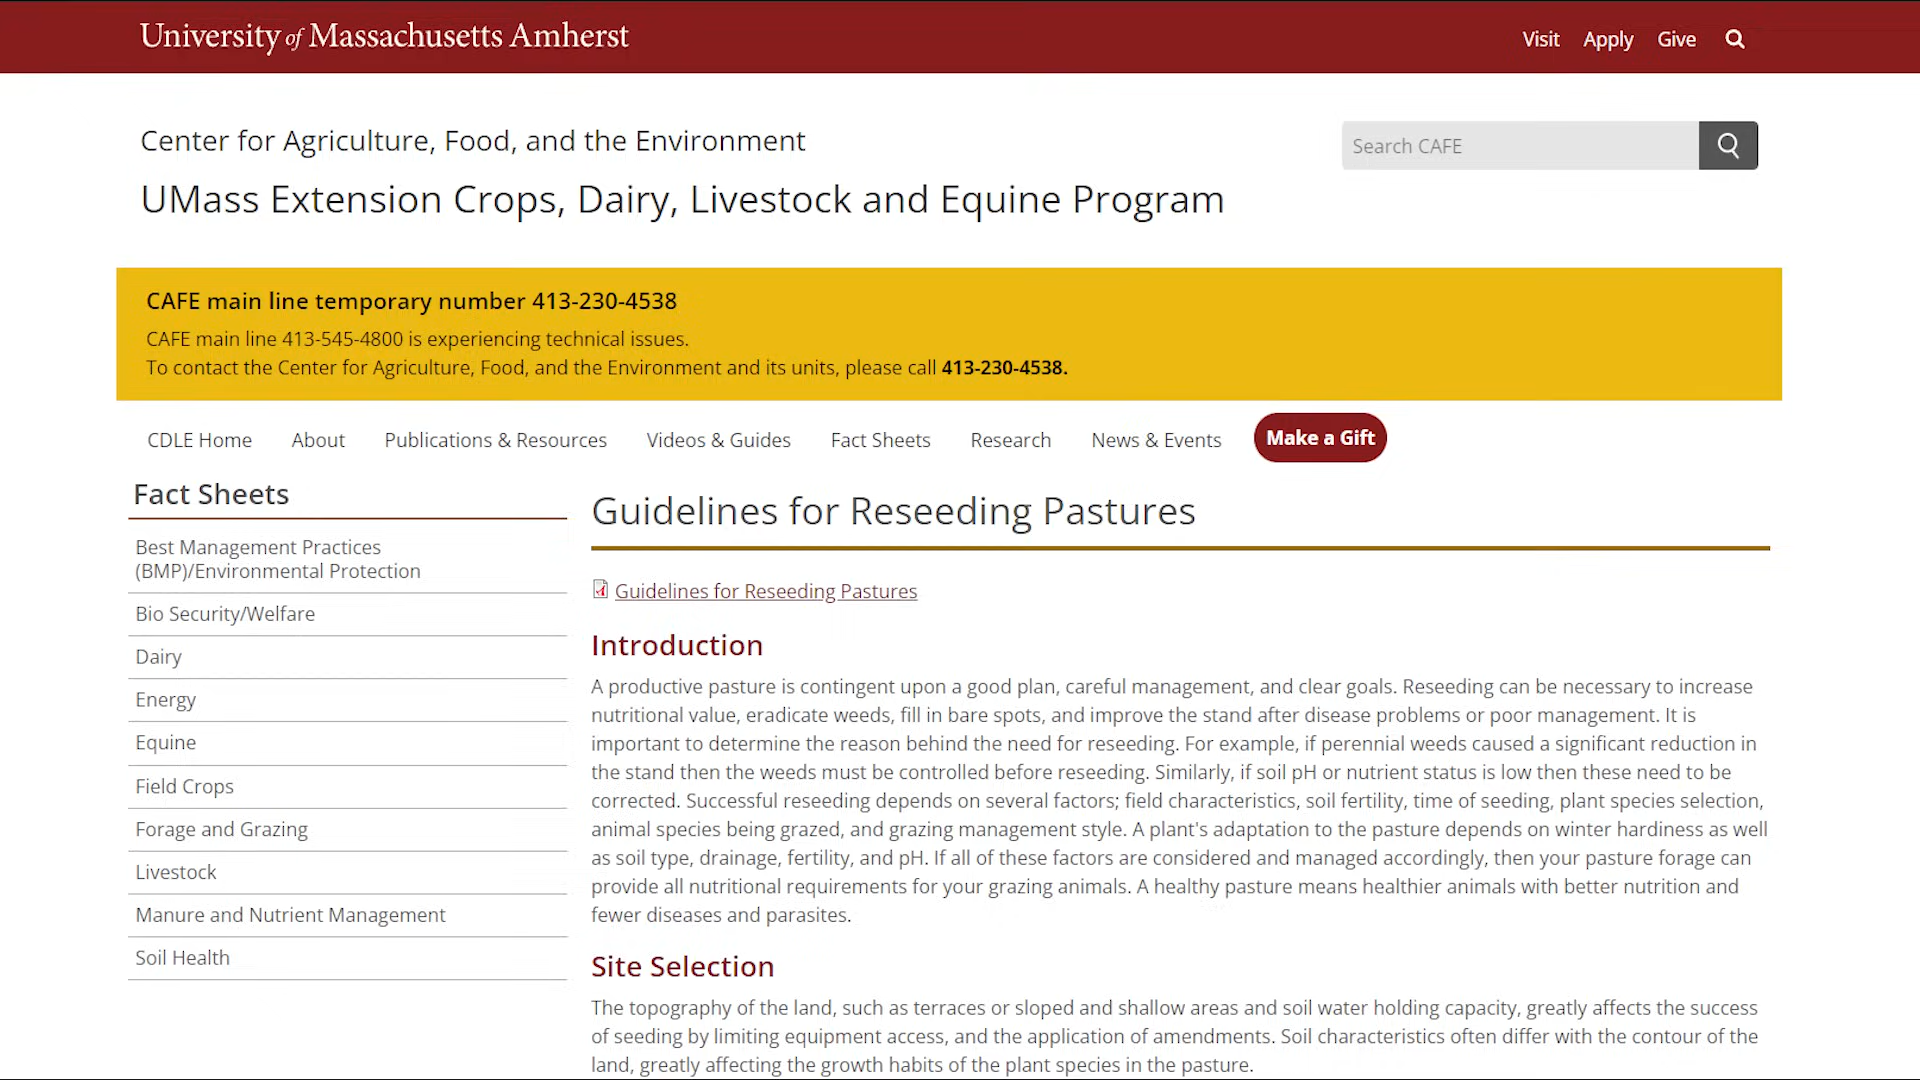 University of Massachusetts Amherst
Visit Apply Give
Center for Agriculture, Food, and the Environment
Search CAFE
UMass Extension Crops, Dairy, Livestock and Equine Program
CAFE main line temporary number 413-230-4538
CAFE main line 413-545-4800 is experiencing technical issues.
To contact the Center for Agriculture, Food, and the Environment and its units, please call 413-230-4538.
CDLE Home About Publications & Resources Videos & Guides Fact Sheets Research News & Events Make a Gift
Fact Sheets
Best Management Practices
(BMP)/Environmental Protection
Bio Security/Welfare
Dairy
Energy
Equine
Field Crops
Forage and Grazing
Livestock
Manure and Nutrient Management
Soil Health
Guidelines for Reseeding Pastures
Guidelines for Reseeding Pastures
Introduction
A productive pasture is contingent upon a good plan, careful management, and clear goals. Reseeding can be necessary to increase
nutritional value, eradicate weeds, fill in bare spots, and improve the stand after disease problems or poor management. It is
important to determine the reason behind the need for reseeding. For example, if perennial weeds caused a significant reduction in
the stand then the weeds must be controlled before reseeding. Similarly, if soil pH or nutrient status is low then these need to be
corrected. Successful reseeding depends on several factors; field characteristics, soil fertility, time of seeding, plant species selection,
animal species being grazed, and grazing management style. A plant's adaptation to the pasture depends on winter hardiness as well
as soil type, drainage, fertility, and pH. If all of these factors are considered and managed accordingly, then your pasture forage can
provide all nutritional requirements for your grazing animals. A healthy pasture means healthier animals with better nutrition and
fewer diseases and parasites.
Site Selection
The topography of the land, such as terraces or sloped and shallow areas and soil water holding capacity, greatly affects the success
of seeding by limiting equipment access, and the application of amendments. Soil characteristics often differ with the contour of the
land, greatly affecting the growth habits of the plant species in the pasture.